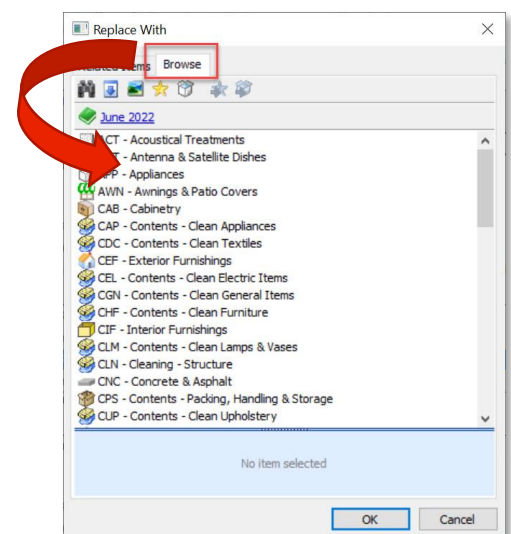 Replace With
Items
Browse
June 2022
- Acoustical Treatments
- Antenna & Satellite Dishes
- Appliances
AWN - Awnings & Patio Covers
CAB - Cabinetry
CAP - Contents - Clean Appliances
CDC - Contents - Clean Textiles
CEF - Exterior Furnishings
CEL - Contents - Clean Electric Items
CGN - Contents - Clean General Items
CHF - Contents - Clean Furniture
CIF - Interior Furnishings
CLM - Contents - Clean Lamps & Vases
CLN - Cleaning - Structure
CNC - Concrete & Asphalt
CPS - Contents - Packing, Handling & Storage
CUP - Contents - Clean Upholstery
No item selected
OK
Cancel